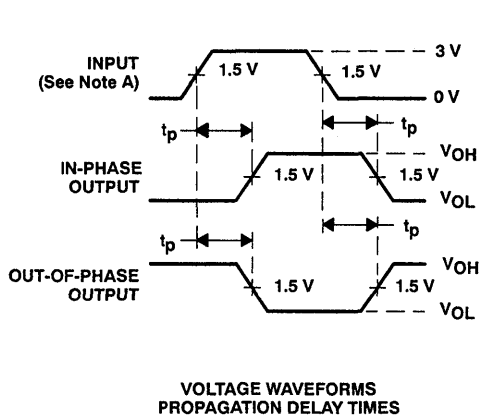 3 V
INPUT
(See Note A)
1.5 V
1.5 V
0 V
tp
tp
VOH
IN-PHASE
OUTPUT
1.5 V
1.5 V
VOL
tp
tp
VOH
OUT-OF-PHASE
OUTPUT
1.5 V
1.5 V
VOL
VOLTAGE WAVEFORMS
PROPAGATION DELAY TIMES